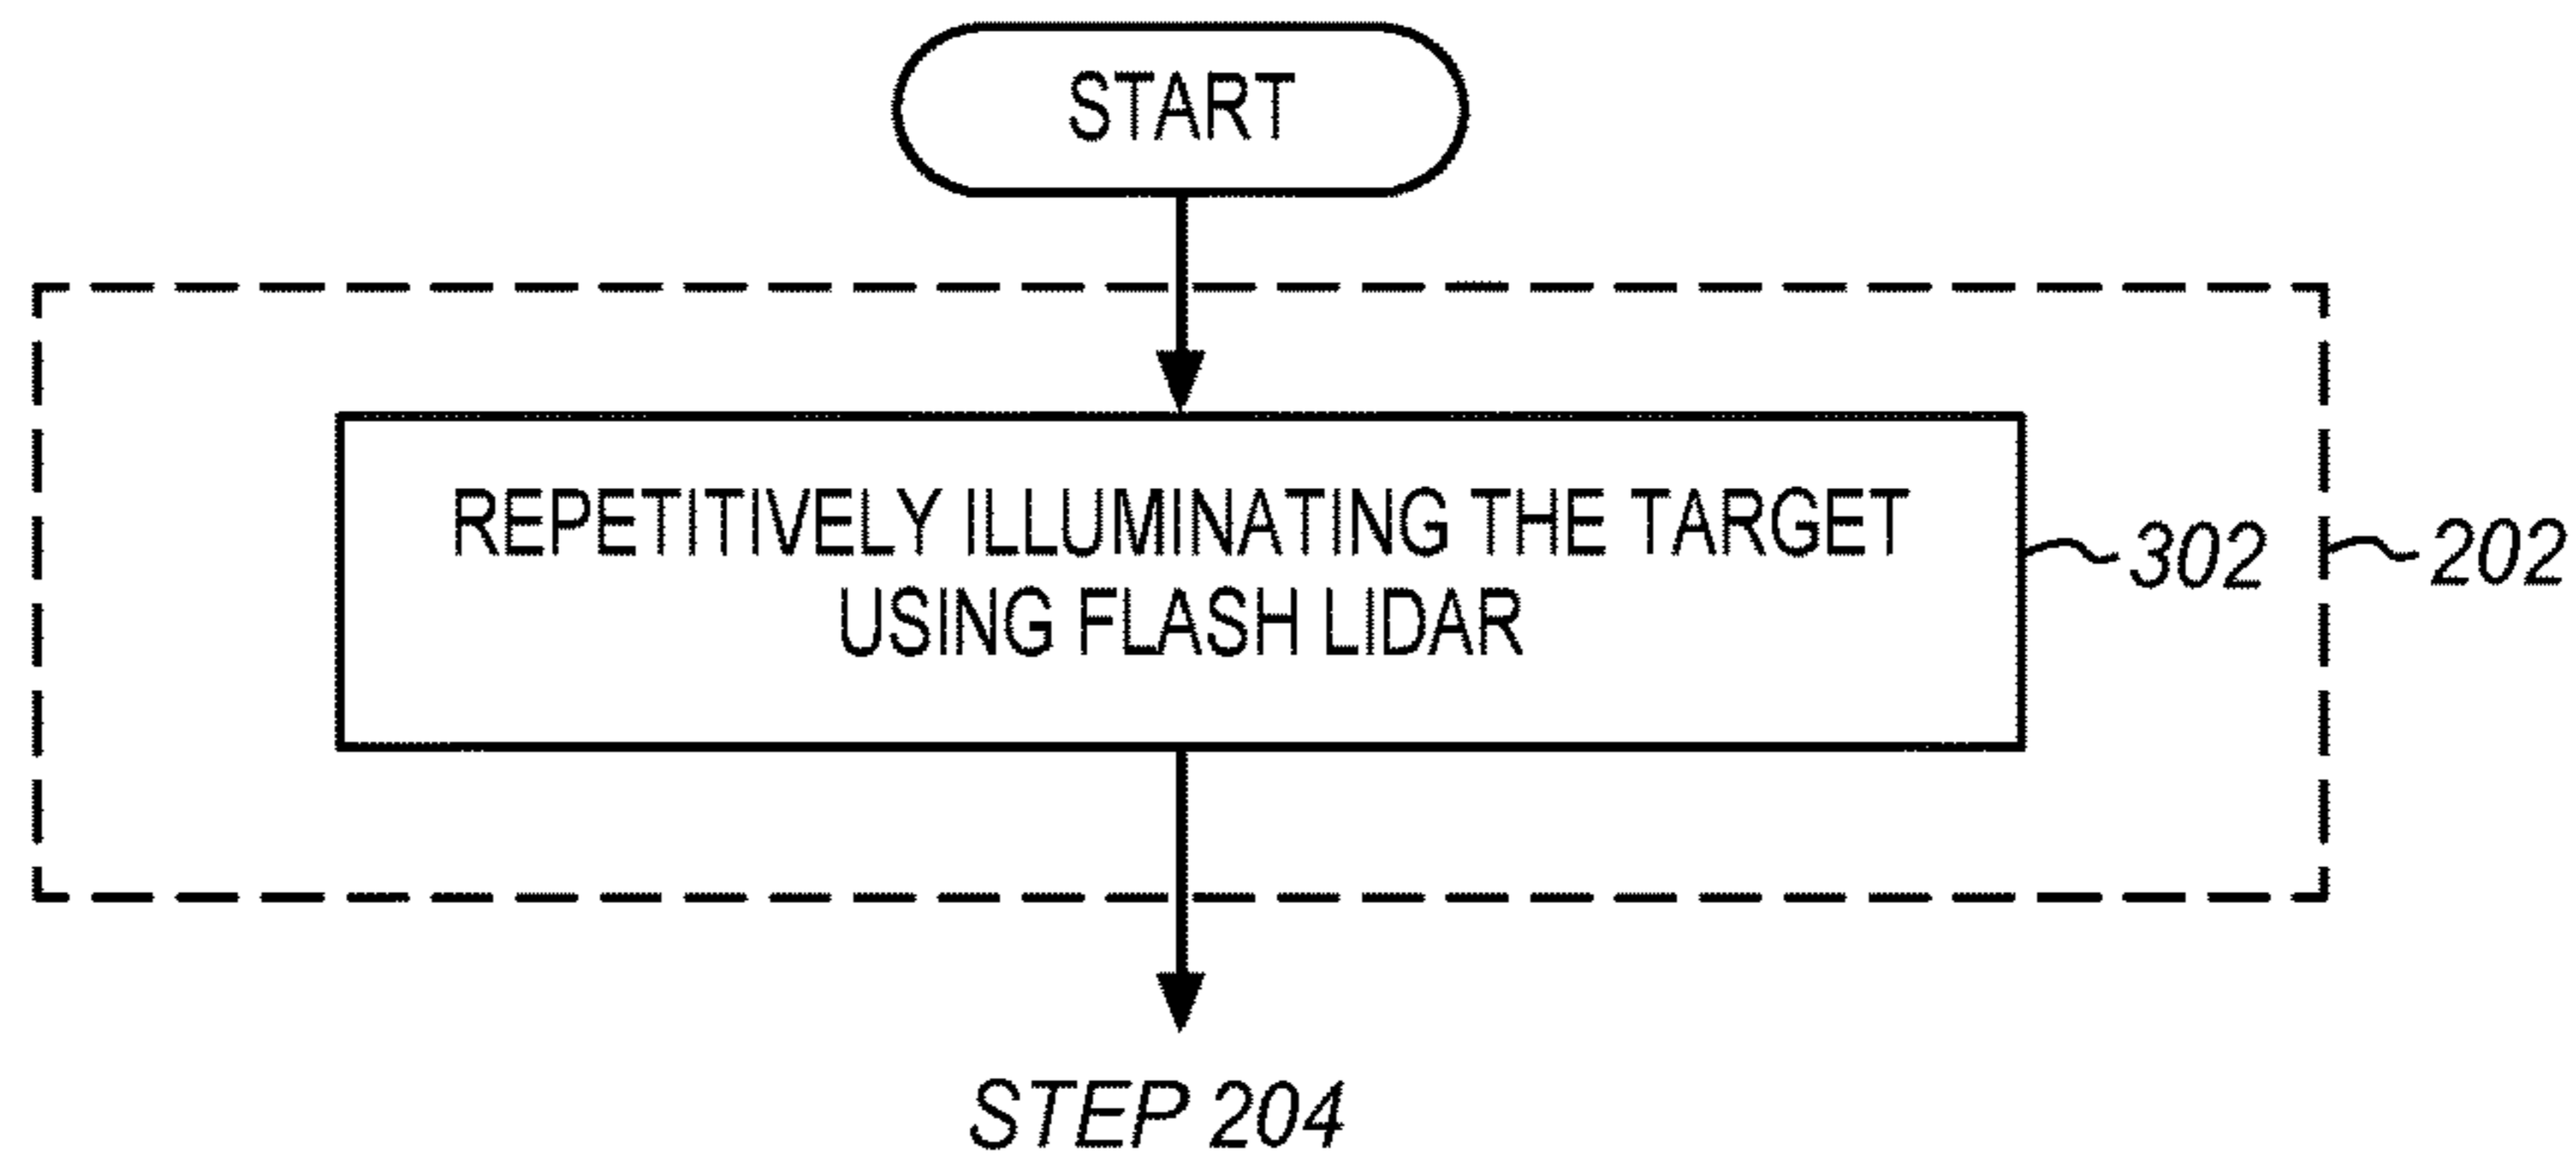 START
REPETITIVELY ILLUMINATING THE TARGET
USING FLASH LIDAR
302
202
STEP 204